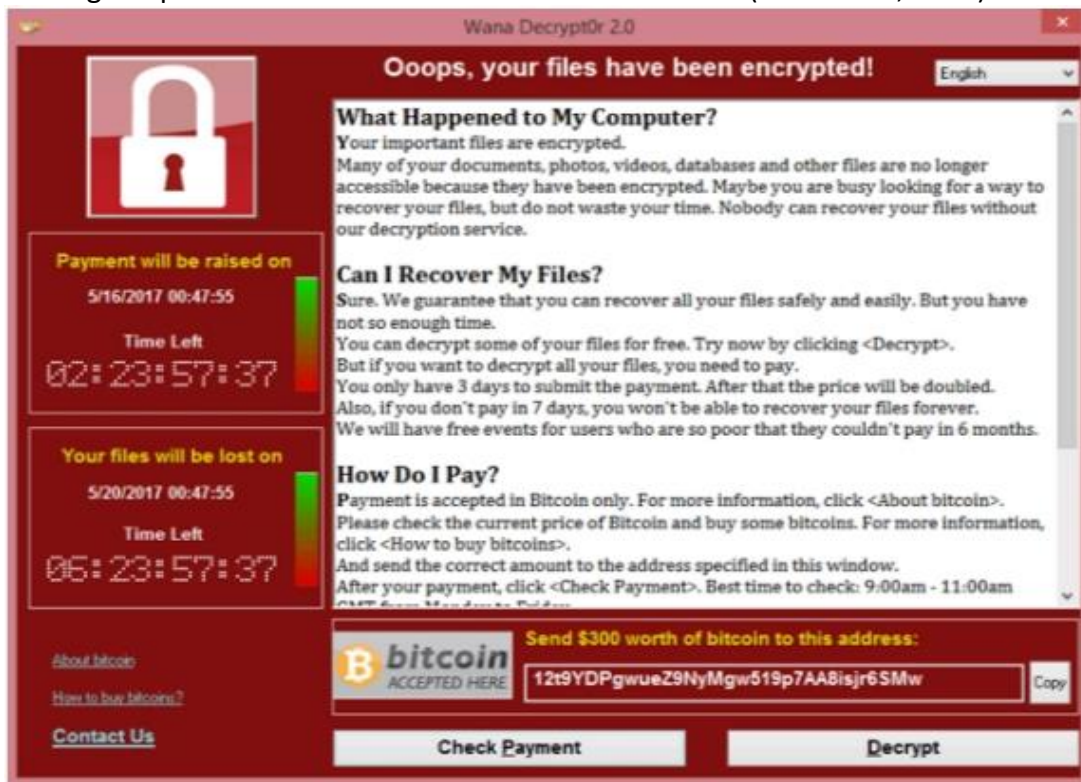 Wana Decrypt0r 2.0
Ooops, your files have been encrypted!
English
What Happened to My Computer?
Your important files are encrypted.
Many of your documents, photos, videos, databases and other files are no longer
accessible because they have been encrypted. Maybe you are busy looking for a way to
recover your files, but do not waste your time. Nobody can recover your files without
our decryption service.
Can I Recover My Files?
Sure. We guarantee that you can recover all your files safely and easily. But you have
not so enough time.
You can decrypt some of your files for free. Try now by clicking <Decrypt>.
But if you want to decrypt all your files, you need to pay.
You only have 3 days to submit the payment. After that the price will be doubled.
Also, if you don`t pay in 7 days, you won`t be able to recover your files forever.
We will have free events for users who are so poor that they couldn`t pay in 6 months.
How Do I Pay?
Payment is accepted in Bitcoin only. For more information, click <About bitcoin>.
Please check the current price of Bitcoin and buy some bitcoins. For more information,
click <How to buy bitcoins>.
And send the correct amount to the address specified in this window.
After your payment, click <Check Payment>. Best time to check: 9:00am - 11:00am
GMT from Monday to Friday
Payment will be raised on
5/16/2017 00:47:55
Time Left
02:23:57:37
Your files will be lost on
5/20/2017 00:47:55
Time Left
06:23:57:37
About bitcoin
How to buy bitcoins?
Contact Us
bitcoin
ACCEPTED HERE
Send $300 worth of bitcoin to this address:
12t9YDPgwueZ9NyMgw519p7AA8isjr6SMw
Copy
Check Payment
Decrypt